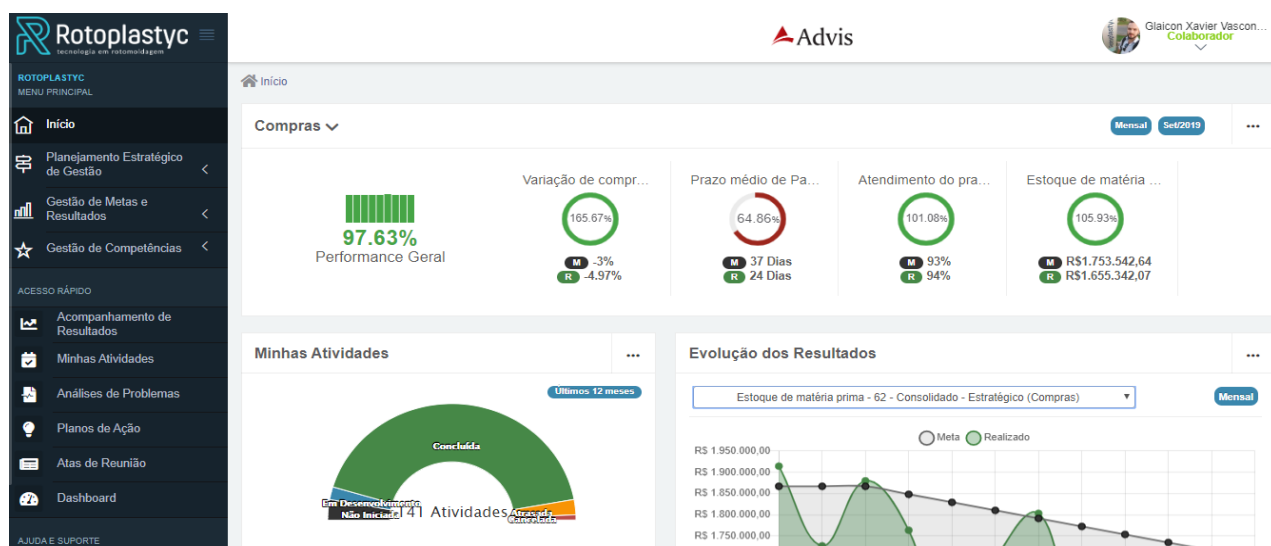 Rotoplastyc
tecnologia em rotomoldagem
Advis
Glaicon Xavier Vascon...
Colaborador
ROTOPLASTYC
MENU PRINCIPAL
Início
Planejamento Estratégico
de Gestão
Gestão de Metas e
Resultados
Gestão de Competências
ACESSO RÁPIDO
Acompanhamento de
Resultados
Minhas Atividades
Análises de Problemas
Planos de Ação
Atas de Reunião
Dashboard
AJUDA E SUPORTE
Início
Compras
Mensal Set/2019
97.63%
Performance Geral
Variação de compr...
165.67%
M -3%
R -4.97%
Prazo médio de Pa...
64.86%
M 37 Dias
R 24 Dias
Atendimento do pra...
101.08%
M 93%
R 94%
Estoque de matéria ...
105.93%
M R$1.753.542,64
R R$1.655.342,07
Minhas Atividades
Últimos 12 meses
Concluída
Em Desenvolvimento
Não Iniciada
141 Atividades
Atrasada
Cancelada
Evolução dos Resultados
Estoque de matéria prima - 62 - Consolidado - Estratégico (Compras)
Mensal
Meta Realizado
R$ 1.950.000,00
R$ 1.900.000,00
R$ 1.850.000,00
R$ 1.800.000,00
R$ 1.750.000,00